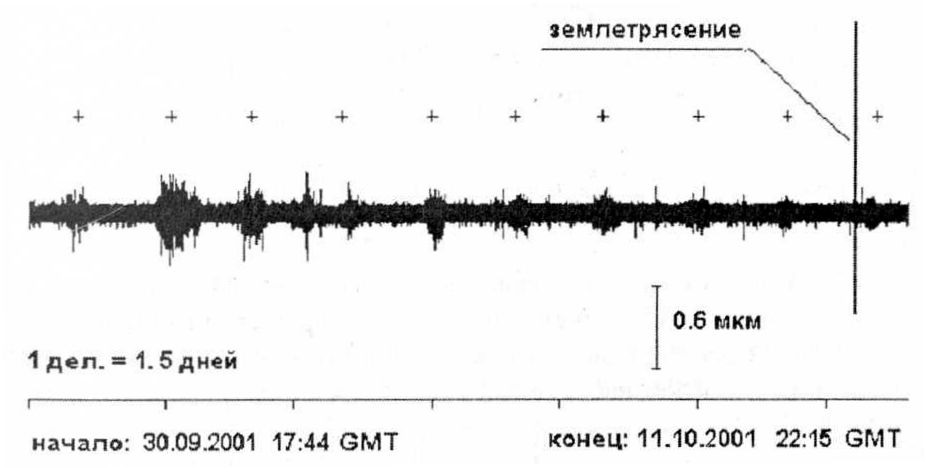 землетрясение
+ + + + + + + + + +
0.6 мкм
1 дел. = 1.5 дней
начало: 30.09.2001 17:44 GMT
конец: 11.10.2001 22:15 GMT